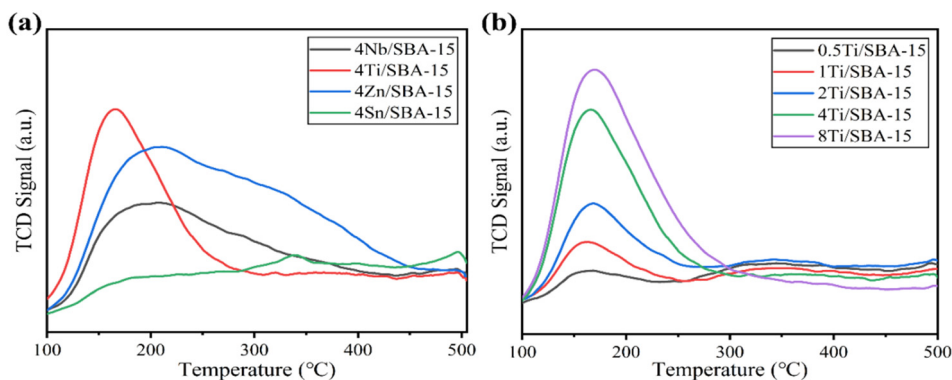 (a)
4Nb/SBA-15
4Ti/SBA-15
4Zn/SBA-15
4Sn/SBA-15
TCD Signal (a.u.)
100 200 300 400 500
Temperature (℃)
(b)
0.5Ti/SBA-15
1Ti/SBA-15
2Ti/SBA-15
4Ti/SBA-15
8Ti/SBA-15
TCD Signal (a.u.)
100 200 300 400 500
Temperature (℃)